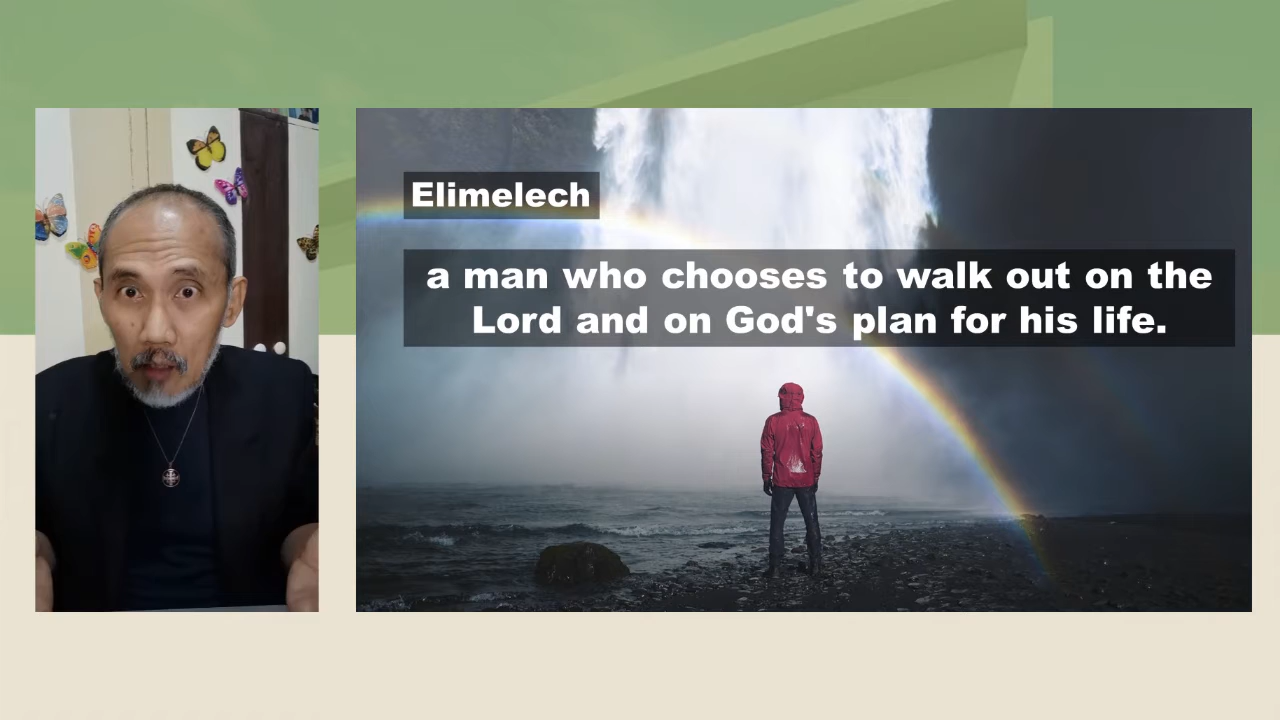 Elimelech
a man who chooses to walk out on the
Lord and on God's plan for his life.